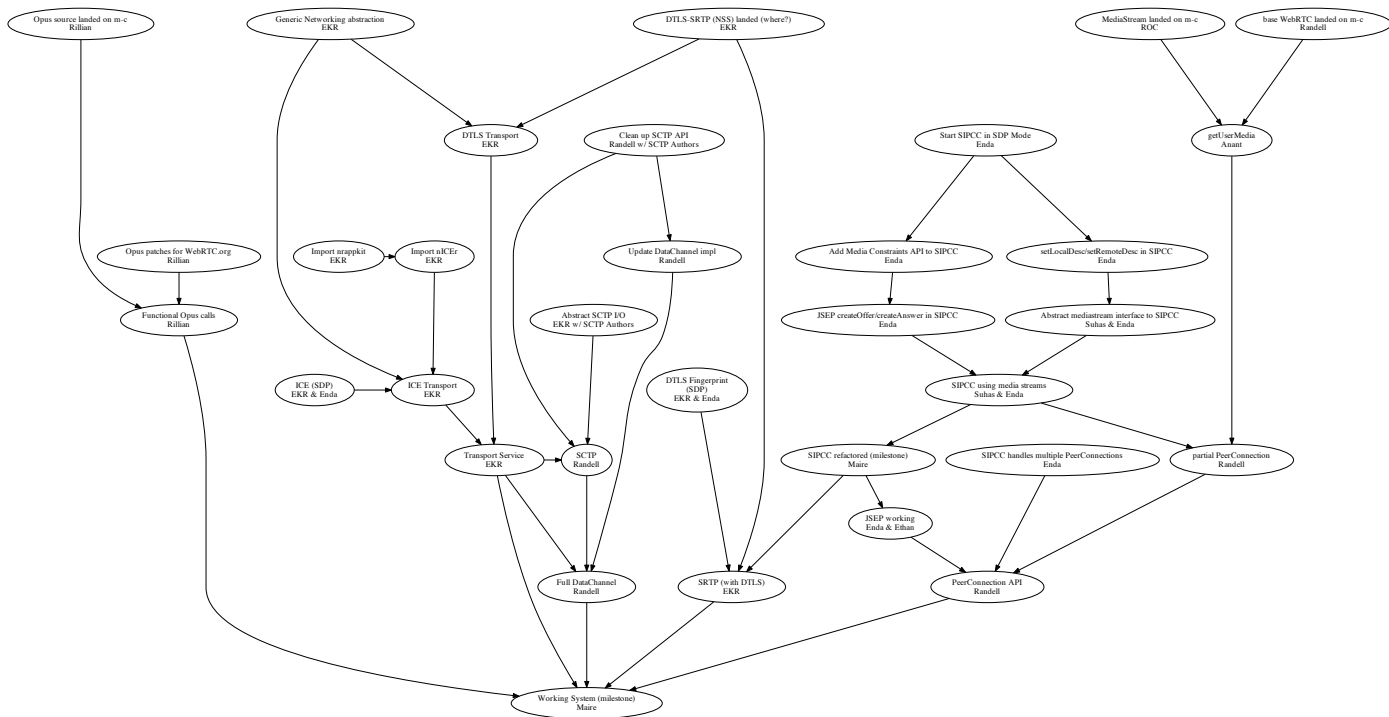 Opus source landed on m-c
Rillian
Generic Networking abstraction
EKR
DTLS-SRTP (NSS) landed (where?)
EKR
MediaStream landed on m-c
ROC
base WebRTC landed on m-c
Randell
DTLS Transport
EKR
Clean up SCTP API
Randell w/ SCTP Authors
Start SIPCC in SDP Mode
Enda
getUserMedia
Anant
Opus patches for WebRTC.org
Rillian
Import nrappkit
EKR
Import nICEr
EKR
Update DataChannel impl
Randell
Add Media Constraints API to SIPCC
Enda
setLocalDesc/setRemoteDesc in SIPCC
Enda
Functional Opus calls
Rillian
Abstract SCTP I/O
EKR w/ SCTP Authors
JSEP createOffer/createAnswer in SIPCC
Enda
Abstract mediastream interface to SIPCC
Suhas & Enda
ICE (SDP)
EKR & Enda
ICE Transport
EKR
DTLS Fingerprint
(SDP)
EKR & Enda
SIPCC using media streams
Suhas & Enda
Transport Service
EKR
SCTP
Randell
SIPCC refactored (milestone)
Maire
SIPCC handles multiple PeerConnections
Enda
partial PeerConnection
Randell
JSEP working
Enda & Ethan
Full DataChannel
Randell
SRTP (with DTLS)
EKR
PeerConnection API
Randell
Working System (milestone)
Maire